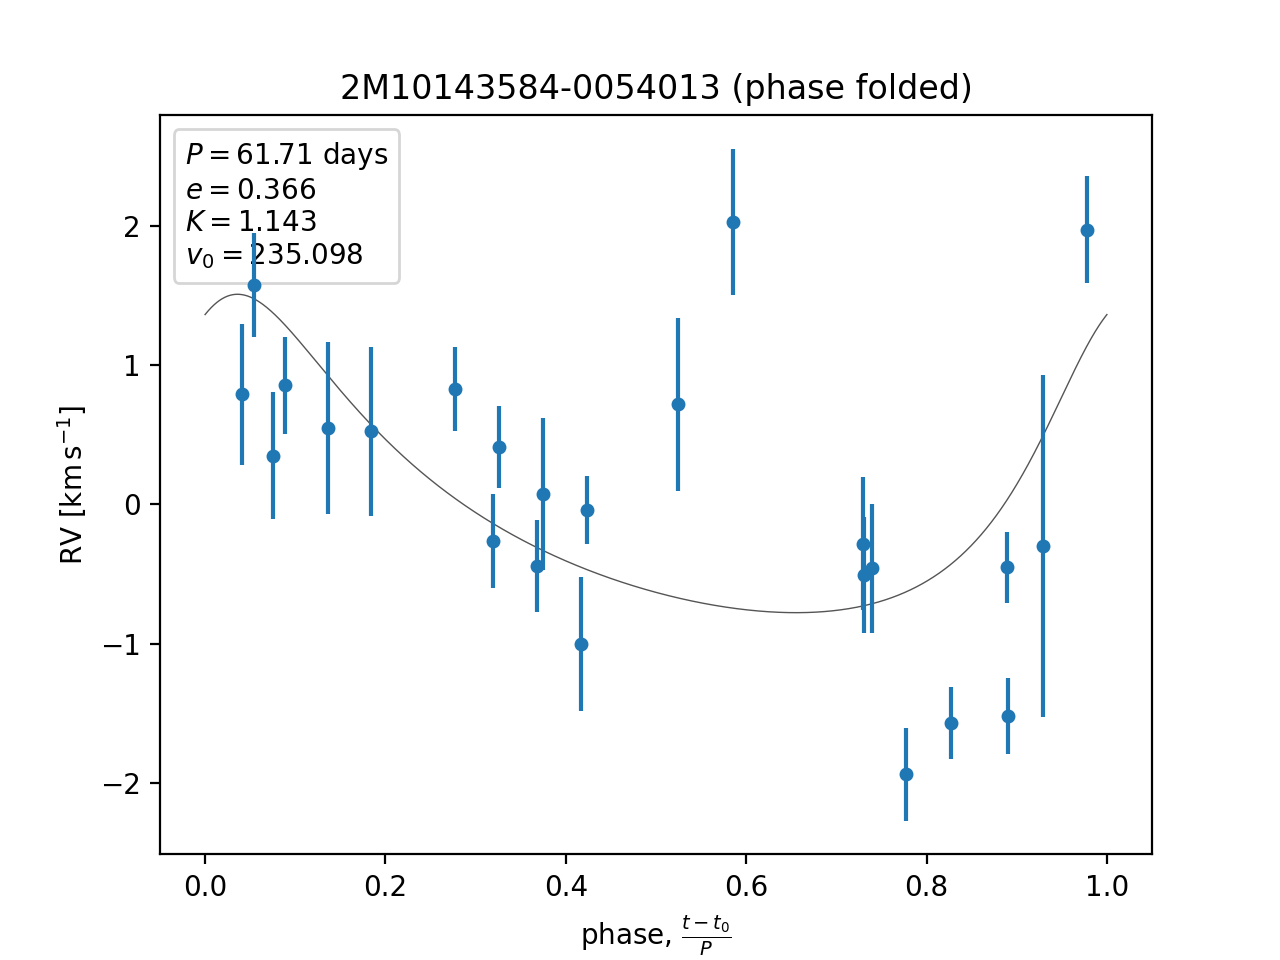 2M10143584-0054013 (phase folded)
P = 61.71 days
e = 0.366
K = 1.143
v₀ = 235.098
2
1
0
−1
−2
RV [km s⁻¹]
0.0 0.2 0.4 0.6 0.8 1.0
phase, (t − t₀)/P